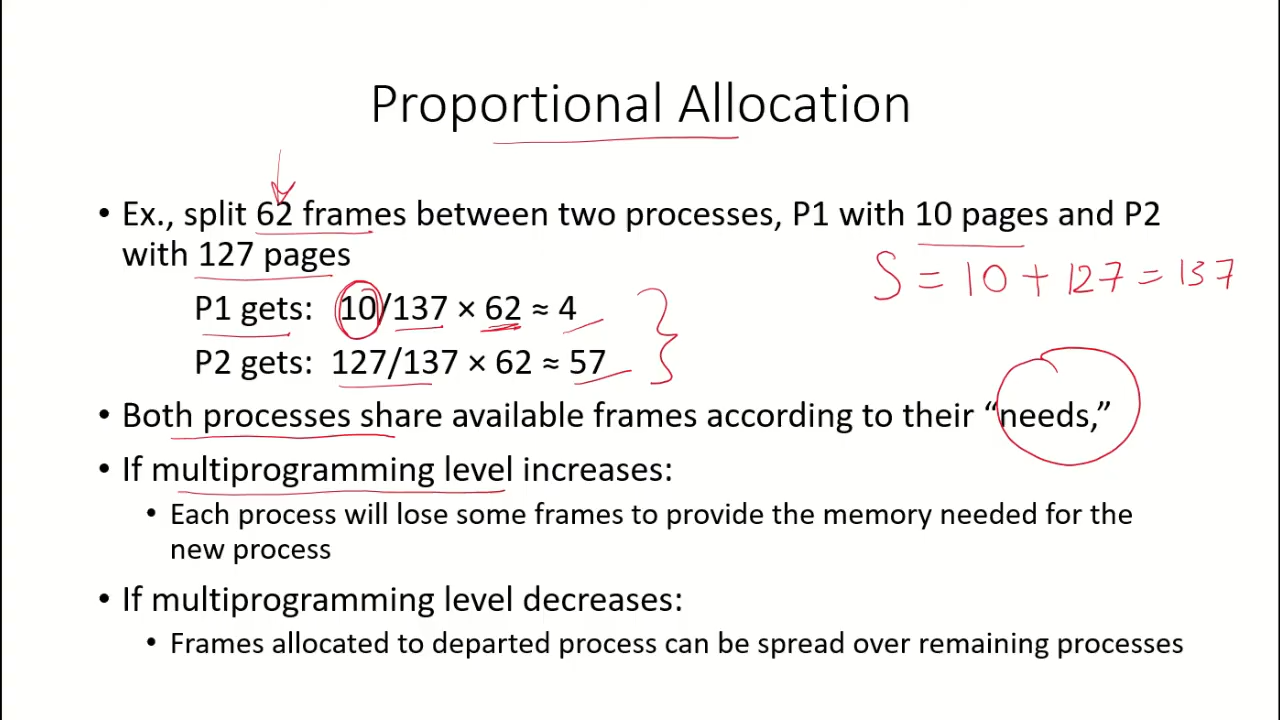 Proportional Allocation
• Ex., split 62 frames between two processes, P1 with 10 pages and P2
with 127 pages
S = 10 + 127 = 137
P1 gets: 10/137 × 62 ≈ 4
P2 gets: 127/137 × 62 ≈ 57
• Both processes share available frames according to their “needs,”
• If multiprogramming level increases:
• Each process will lose some frames to provide the memory needed for the
new process
• If multiprogramming level decreases:
• Frames allocated to departed process can be spread over remaining processes